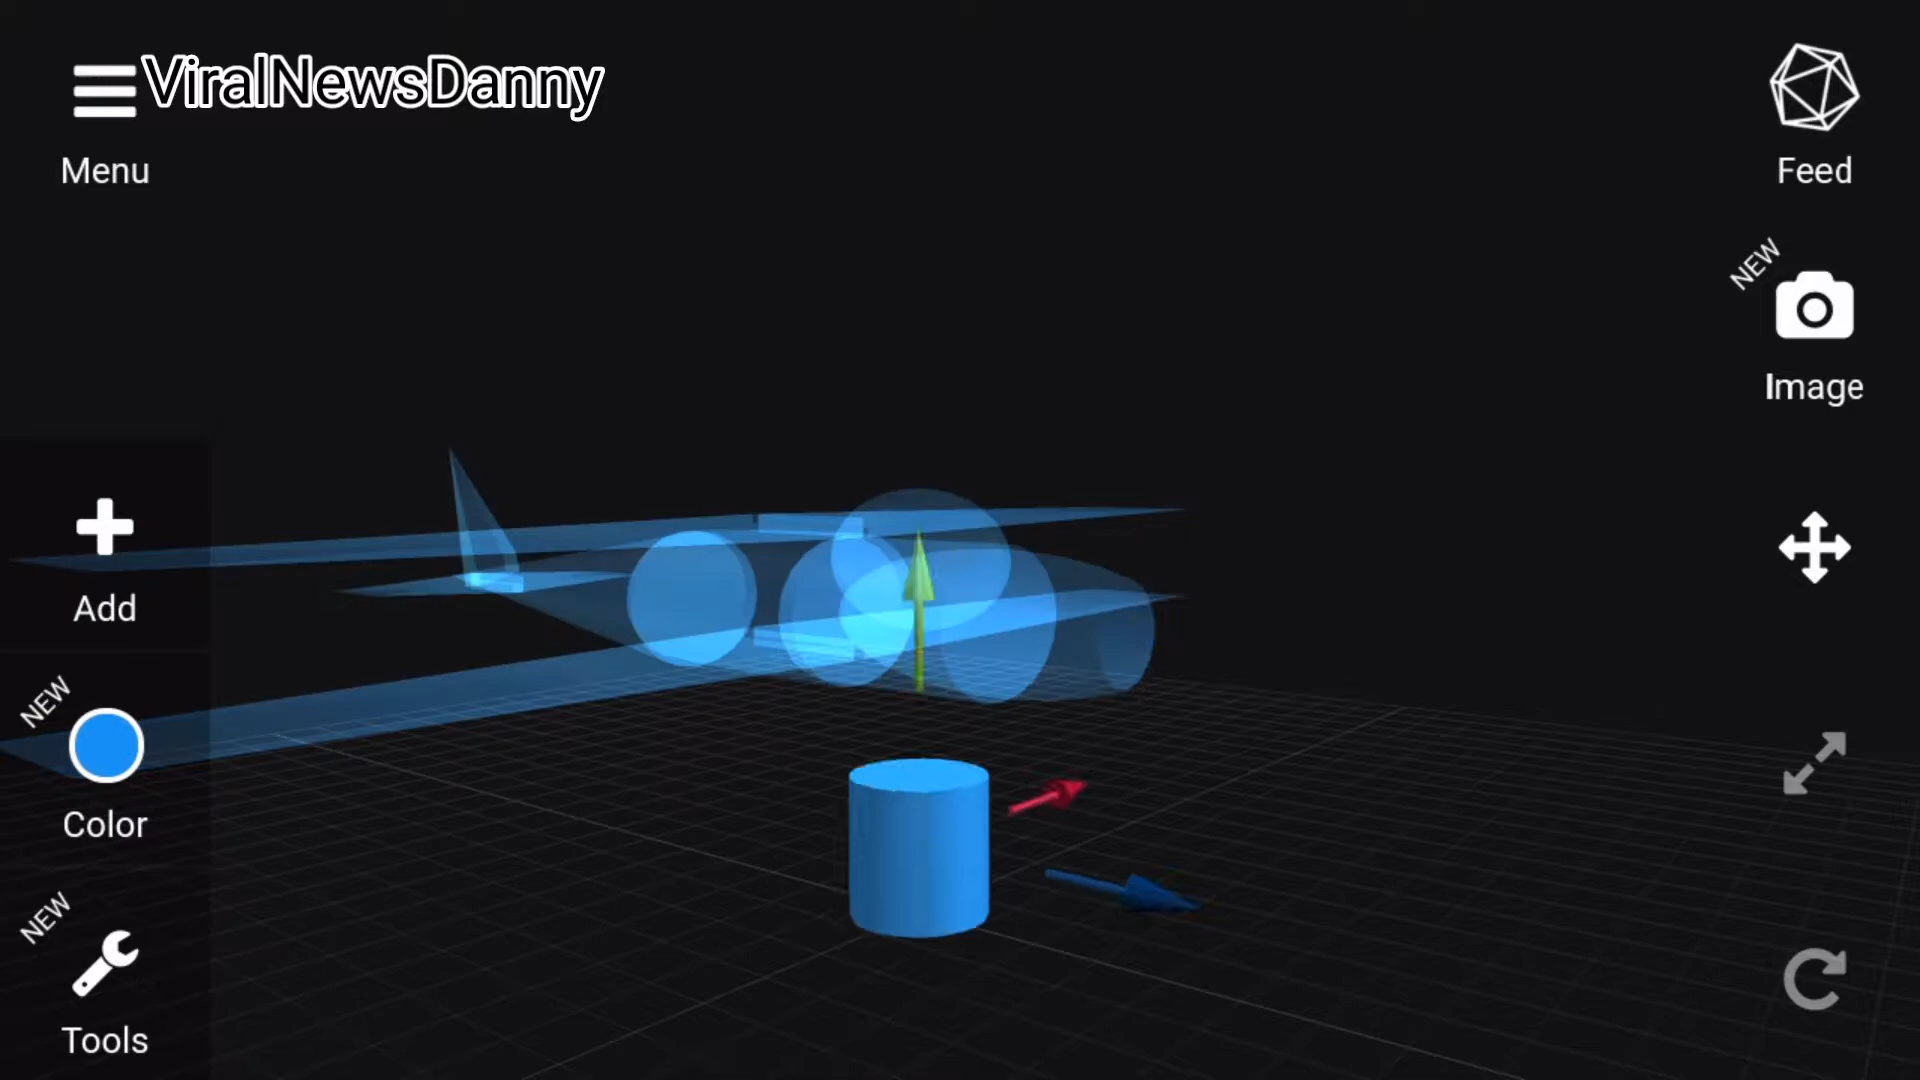 ViralNewsDanny
Menu
Feed
NEW
Image
Add
NEW
Color
NEW
Tools